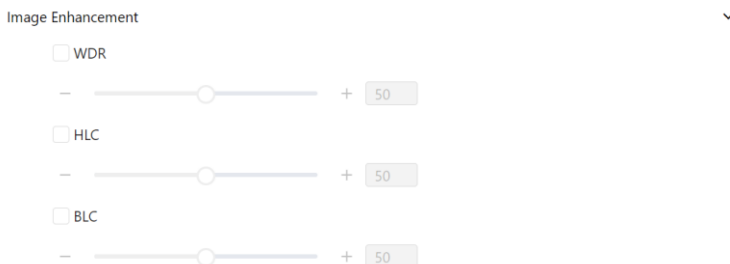 Image Enhancement
WDR
− + 50
HLC
− + 50
BLC
− + 50